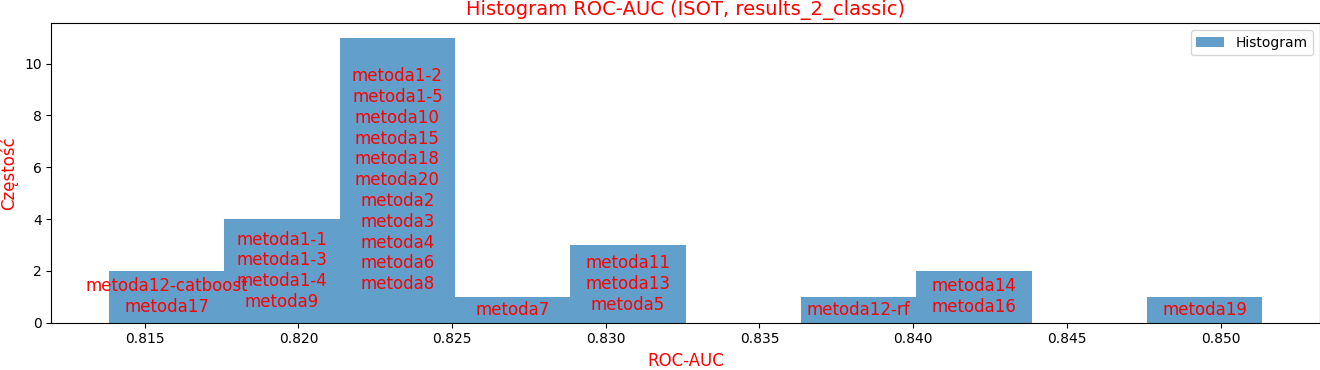 Histogram ROC-AUC (ISOT, results_2_classic)
Histogram
Częstość
10
8
6
4
2
0
metoda12-catboost
metoda17
metoda1-1
metoda1-3
metoda1-4
metoda9
metoda1-2
metoda1-5
metoda10
metoda15
metoda18
metoda20
metoda2
metoda3
metoda4
metoda6
metoda8
metoda7
metoda11
metoda13
metoda5
metoda12-rf
metoda14
metoda16
metoda19
0.815 0.820 0.825 0.830 0.835 0.840 0.845 0.850
ROC-AUC